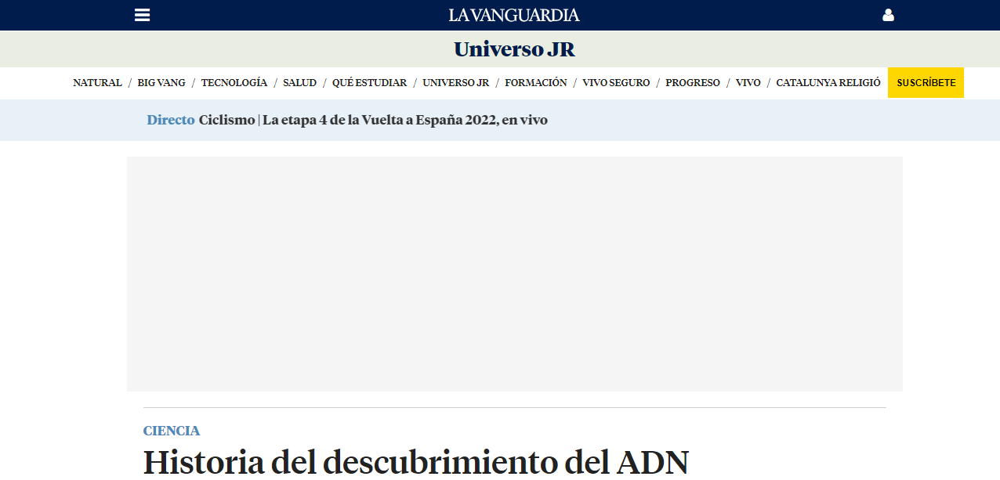 LA VANGUARDIA
Universo JR
NATURAL / BIG VANG / TECNOLOGÍA / SALUD / QUÉ ESTUDIAR / UNIVERSO JR / FORMACIÓN / VIVO SEGURO / PROGRESO / VIVO / CATALUNYA RELIGIÓ SUSCRÍBETE
Directo Ciclismo | La etapa 4 de la Vuelta a España 2022, en vivo
CIENCIA
Historia del descubrimiento del ADN